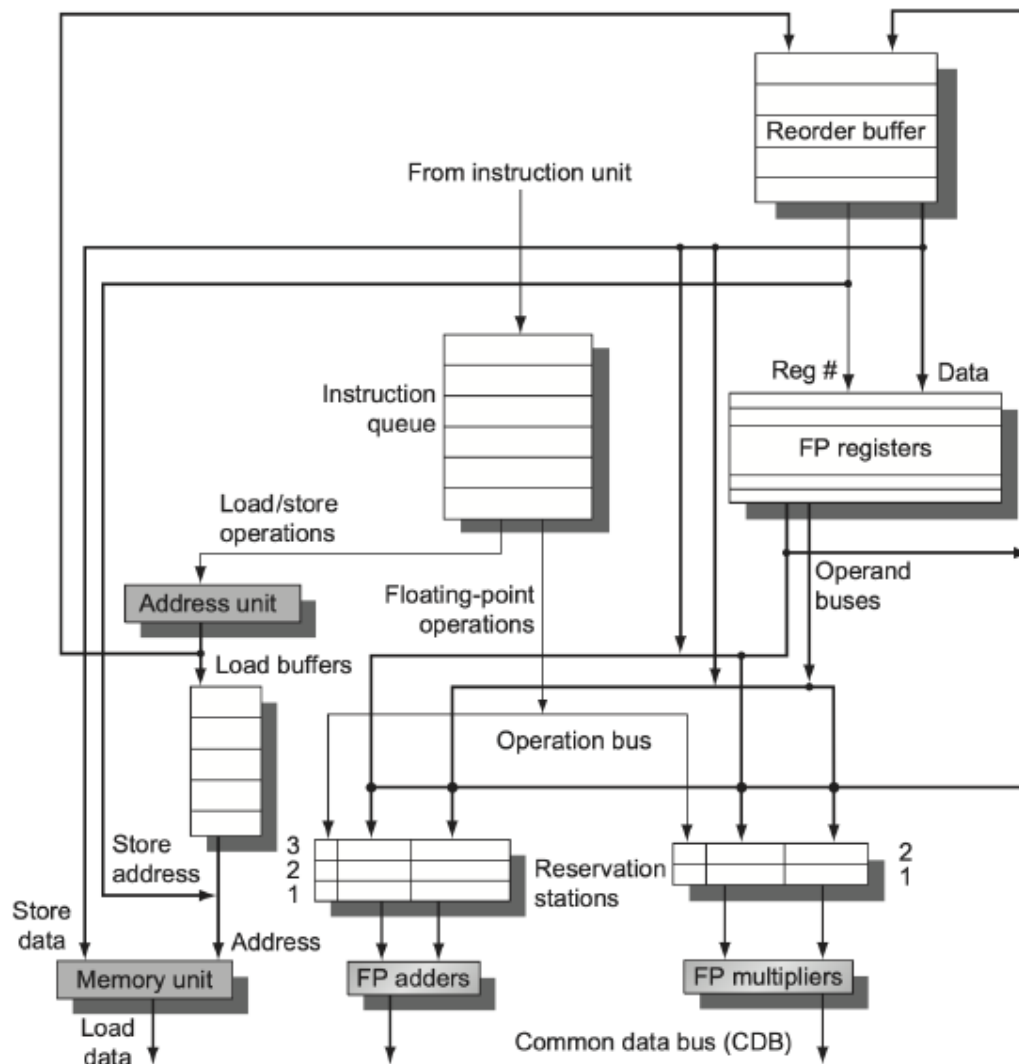 Reorder buffer
From instruction unit
Reg #
Data
Instruction
queue
FP registers
Load/store
operations
Operand
buses
Address unit
Floating-point
operations
Load buffers
Operation bus
Store
address
3
2
1
Reservation
stations
2
1
Store
data
Address
Memory unit
FP adders
FP multipliers
Load
data
Common data bus (CDB)